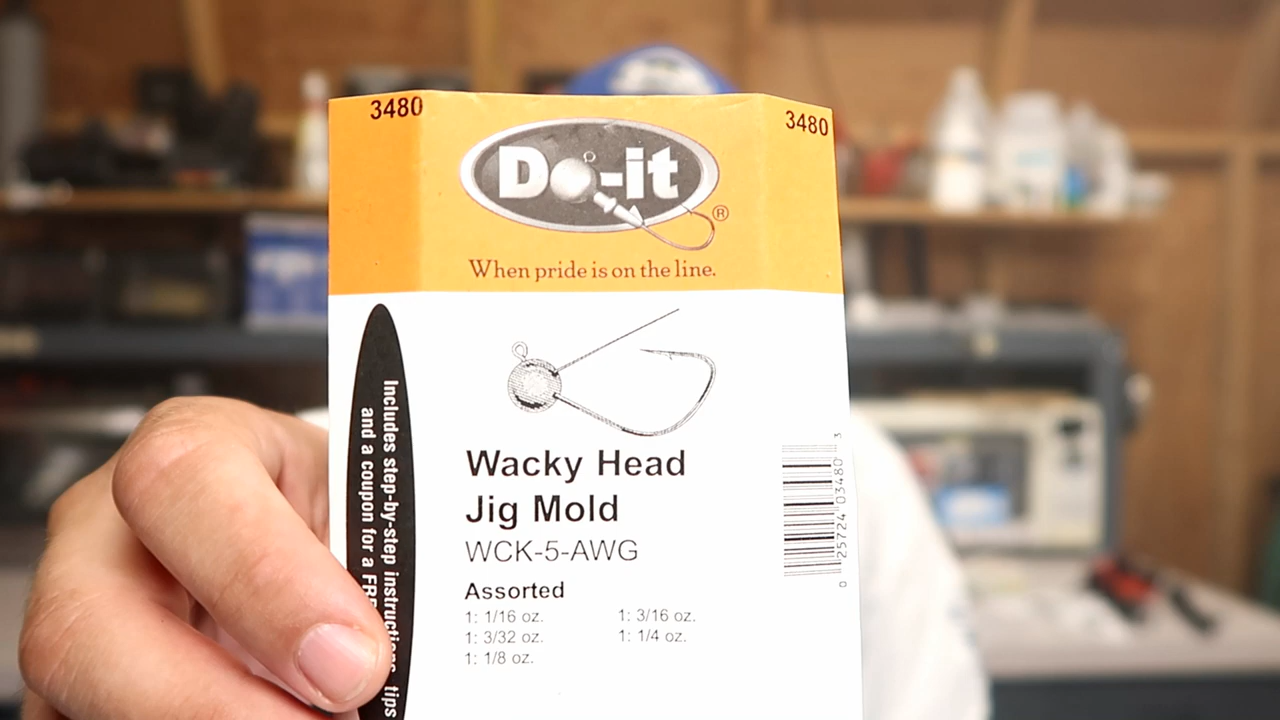 3480
3480
Do-it
®
When pride is on the line.
Includes step-by-step instructions, tips
and a coupon for a
Wacky Head
Jig Mold
WCK-5-AWG
Assorted
1: 1/16 oz.
1: 3/32 oz.
1: 1/8 oz.
1: 3/16 oz.
1: 1/4 oz.
0 25724 03480 3